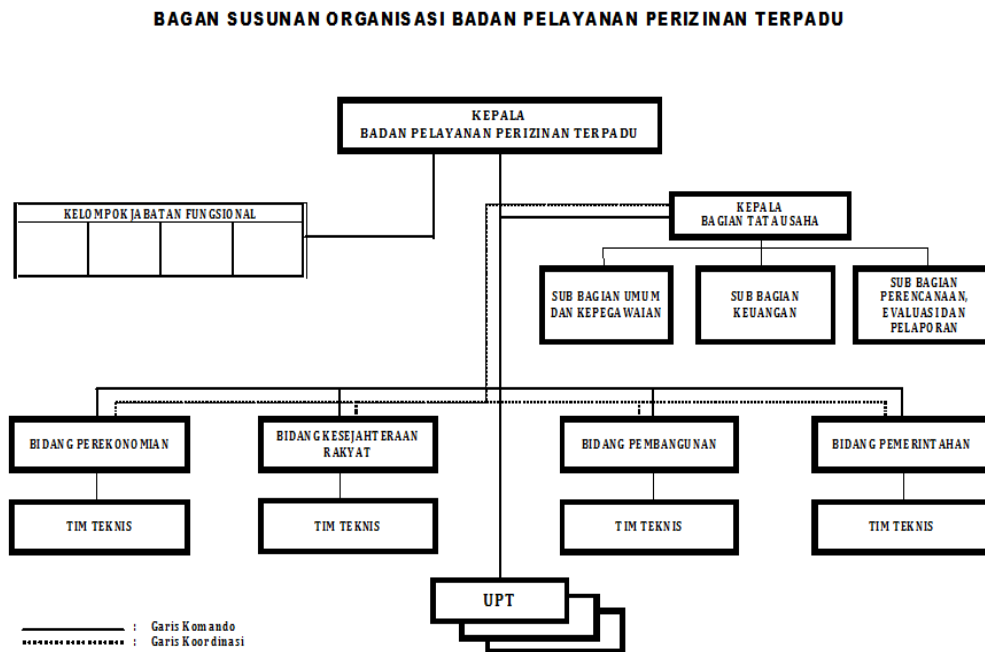 BAGAN SUSUNAN ORGANISASI BADAN PELAYANAN PERIZINAN TERPADU
KEPALA
BADAN PELAYANAN PERIZINAN TERPADU
KELOMPOK JABATAN FUNGSIONAL
KEPALA
BAGIAN TATA USAHA
SUB BAGIAN UMUM
DAN KEPEGAWAIAN
SUB BAGIAN
KEUANGAN
SUB BAGIAN
PERENCANAAN,
EVALUASI DAN
PELAPORAN
BIDANG PEREKONOMIAN
BIDANG KESEJAHTERAAN
RAKYAT
BIDANG PEMBANGUNAN
BIDANG PEMERINTAHAN
TIM TEKNIS
TIM TEKNIS
TIM TEKNIS
TIM TEKNIS
UPT
: Garis Komando
: Garis Koordinasi